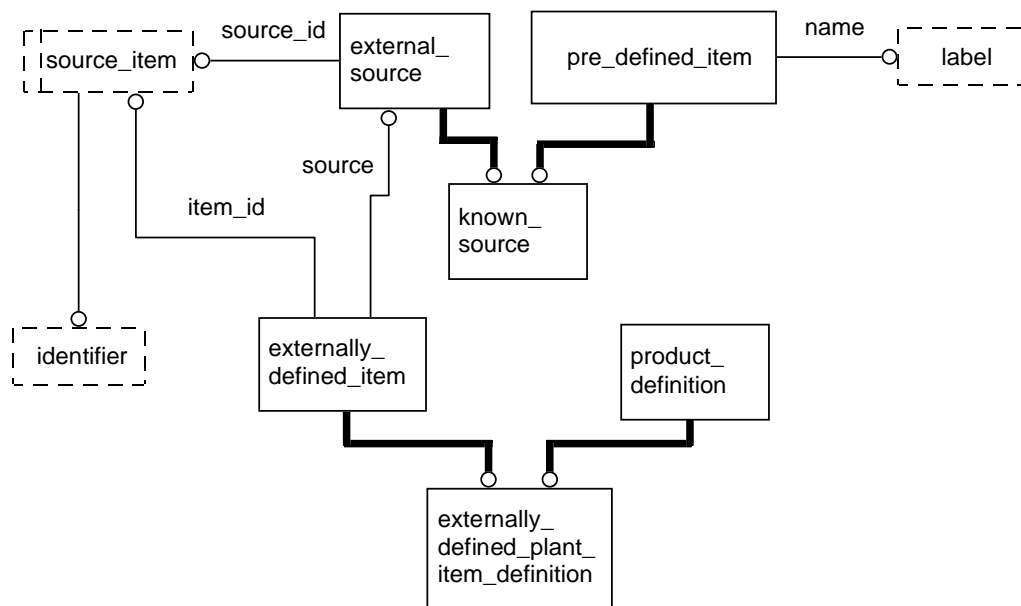 source_id
external_
source
name
source_item
pre_defined_item
label
source
item_id
known_
source
identifier
externally_
defined_item
product_
definition
externally_
defined_plant_
item_definition